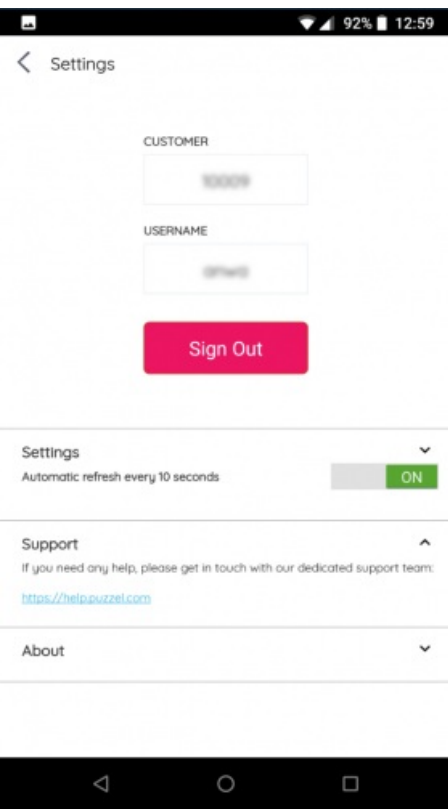 92% 12:59
Settings
CUSTOMER
USERNAME
Sign Out
Settings
Automatic refresh every 10 seconds
ON
Support
If you need any help, please get in touch with our dedicated support team:
https://help.puzzel.com
About